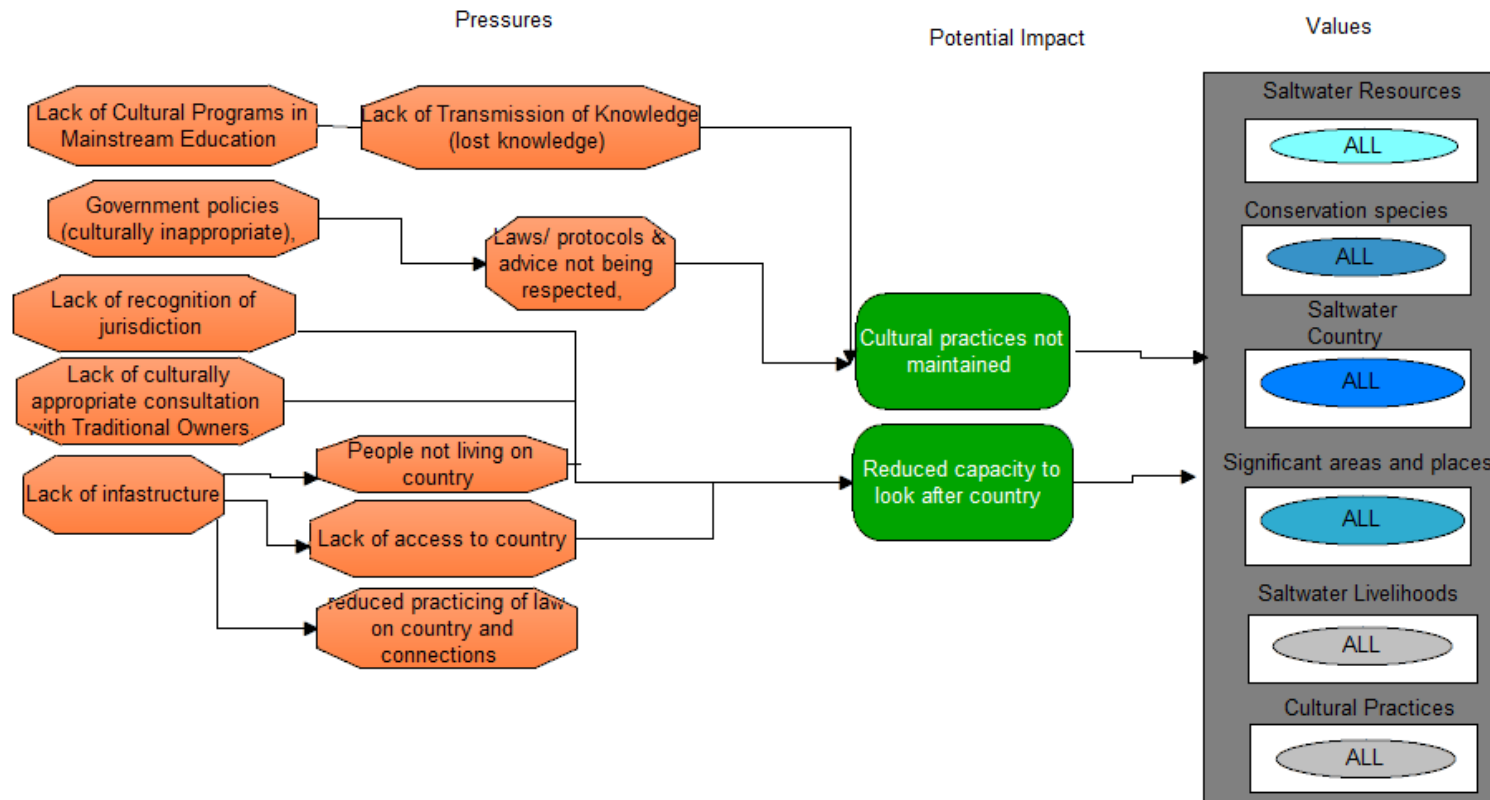 Pressures
Potential Impact
Values
Lack of Cultural Programs in
Mainstream Education
Lack of Transmission of Knowledge
(lost knowledge)
Government policies
(culturally inappropriate),
Laws/ protocols &
advice not being
respected,
Lack of recognition of
jurisdiction
Lack of culturally
appropriate consultation
with Traditional Owners
Lack of infastructure
People not living on
country
Lack of access to country
reduced practicing of law
on country and
connections
Cultural practices not
maintained
Reduced capacity to
look after country
Saltwater Resources
ALL
Conservation species
ALL
Saltwater
Country
ALL
Significant areas and places
ALL
Saltwater Livelihoods
ALL
Cultural Practices
ALL